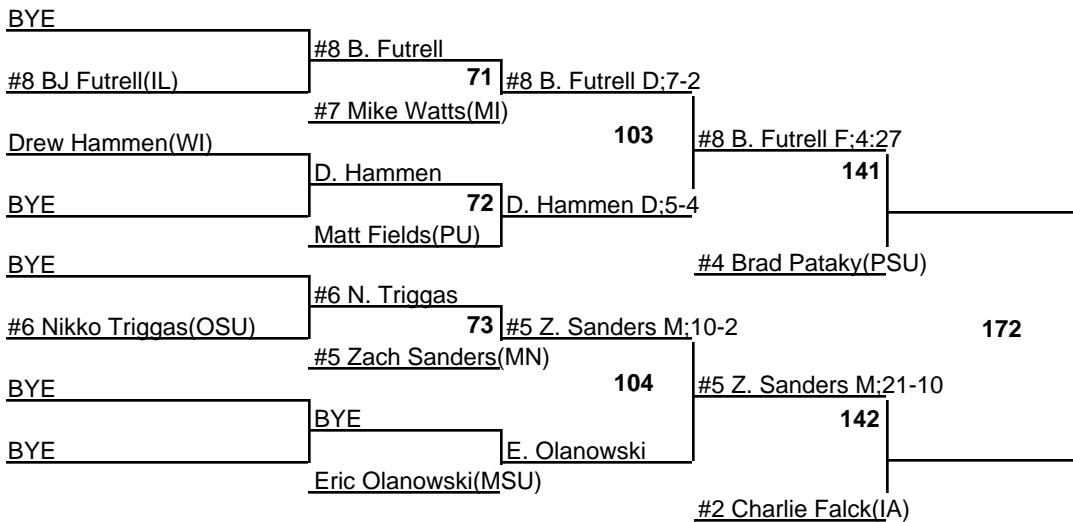 BYE
#8 B. Futrell
#8 BJ Futrell(IL)
71
#8 B. Futrell D;7-2
#7 Mike Watts(MI)
Drew Hammen(WI)
103
#8 B. Futrell F;4:27
D. Hammen
141
BYE
72
D. Hammen D;5-4
Matt Fields(PU)
#4 Brad Pataky(PSU)
BYE
#6 N. Triggas
#6 Nikko Triggas(OSU)
73
#5 Z. Sanders M;10-2
172
#5 Zach Sanders(MN)
104
#5 Z. Sanders M;21-10
BYE
BYE
142
BYE
E. Olanowski
Eric Olanowski(MSU)
#2 Charlie Falck(IA)